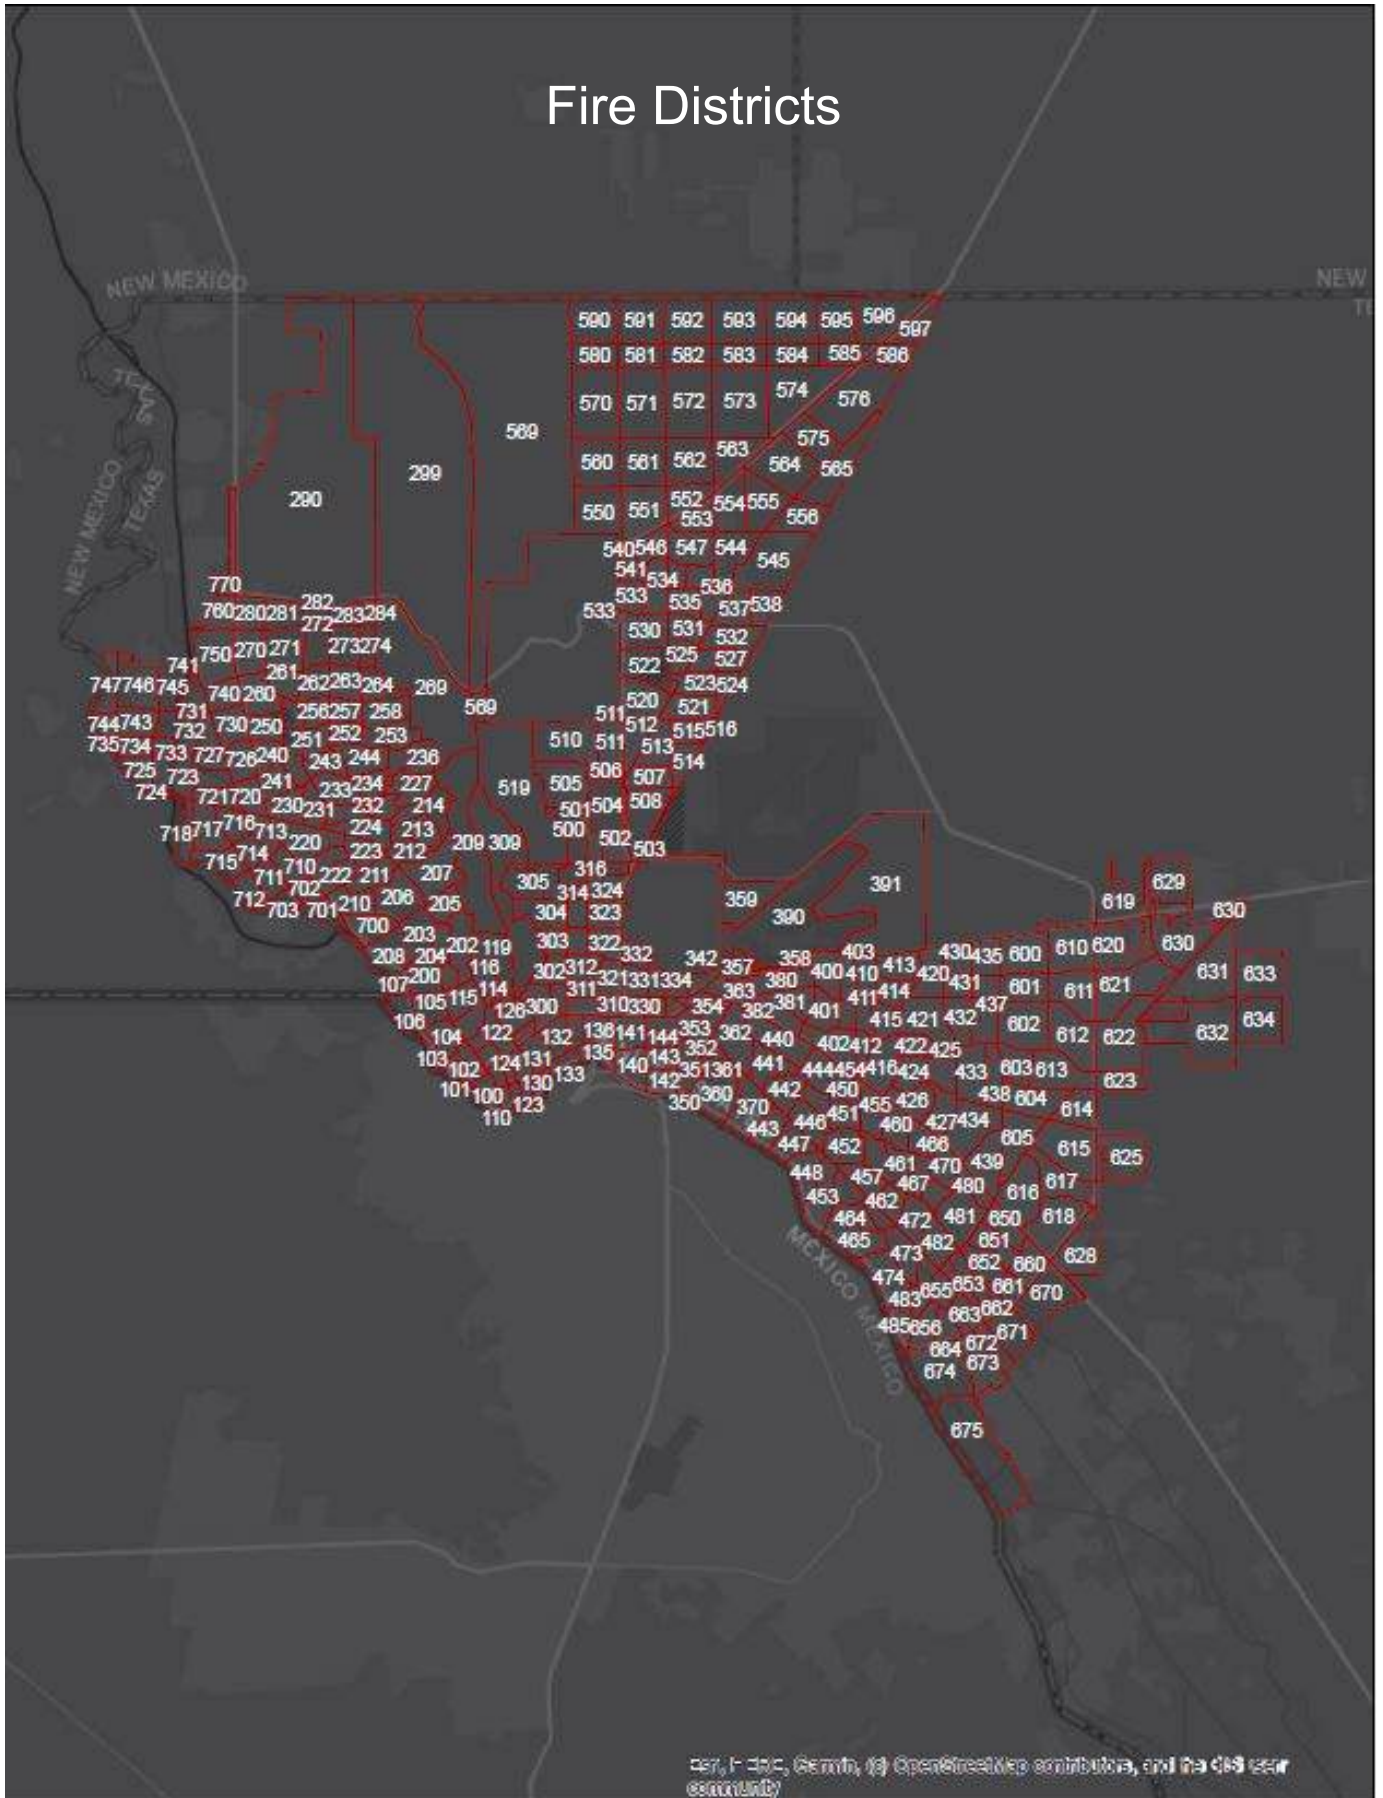 Fire Districts
NEW MEXICO
NEW
590 591 592 593 594 595 596
597
580 581 582 583 584 585 586
TEXAS
570 571 572 573 574 576
569
575
560 561 562 563 564 565
299
290
NEW MEXICO
TEXAS
550 551 552 554 555
553 556
540 546 547 544
545
541
534 536
770
533
533 535 537 538
760 280 281 282 283 284
272
530 531 532
750 270 271 273 274
525 527
522
741
261
747 746 745 740 260 262 263 264 269
523 524
520
569
521
731 256 257 258
511
744 743 732 730 250
512
515 516
251 252 253
510 511 513
735 734 733 727 726 240
243 244 236
514
725 723
506 507
724
241 233 234 227
519 505
721 720 230 231 232 214
501 504 508
718 717 716 713 220 224 213
500 502 503
209 309
715 714 223 212
711 710 222 211 207
316
305 314 324
359 391
629
712 702 206 205
619
703 701 210
304 323
390
630
700 203
303 322
208 204 202 119
332 342 358 403 430 435 600 610 620 630
357
107 200 116
302 312 321 331 334
380 400 410 413 420 431
631 633
105 115 114
311
363 411 414 601 611 621
126 300 310 330 354 382 381 401
437
106
415 421 432 602
634
104 122 132 136 141 144 353 362 440
612 622 632
402 412 422 425
103 102 124 131 135 140 143 352
441
351 361
444 454 416 424 433 603 613
623
101 100 130 133 142
442 450
438 604 614
123 350 360 370
455 426
110
446 451
443 460 427 434
605
447 452 466
615 625
461 470 439
448 457 467 480
616 617
453 462
464 472 481 650 618
465 473 482 651
628
652 660
474
483 655 653 661 670
663 662
485 656 671
664 672
674 673
MEXICO MEXICO
675
Garmin, (c) OpenStreetMap contributors, and the GIS user
community